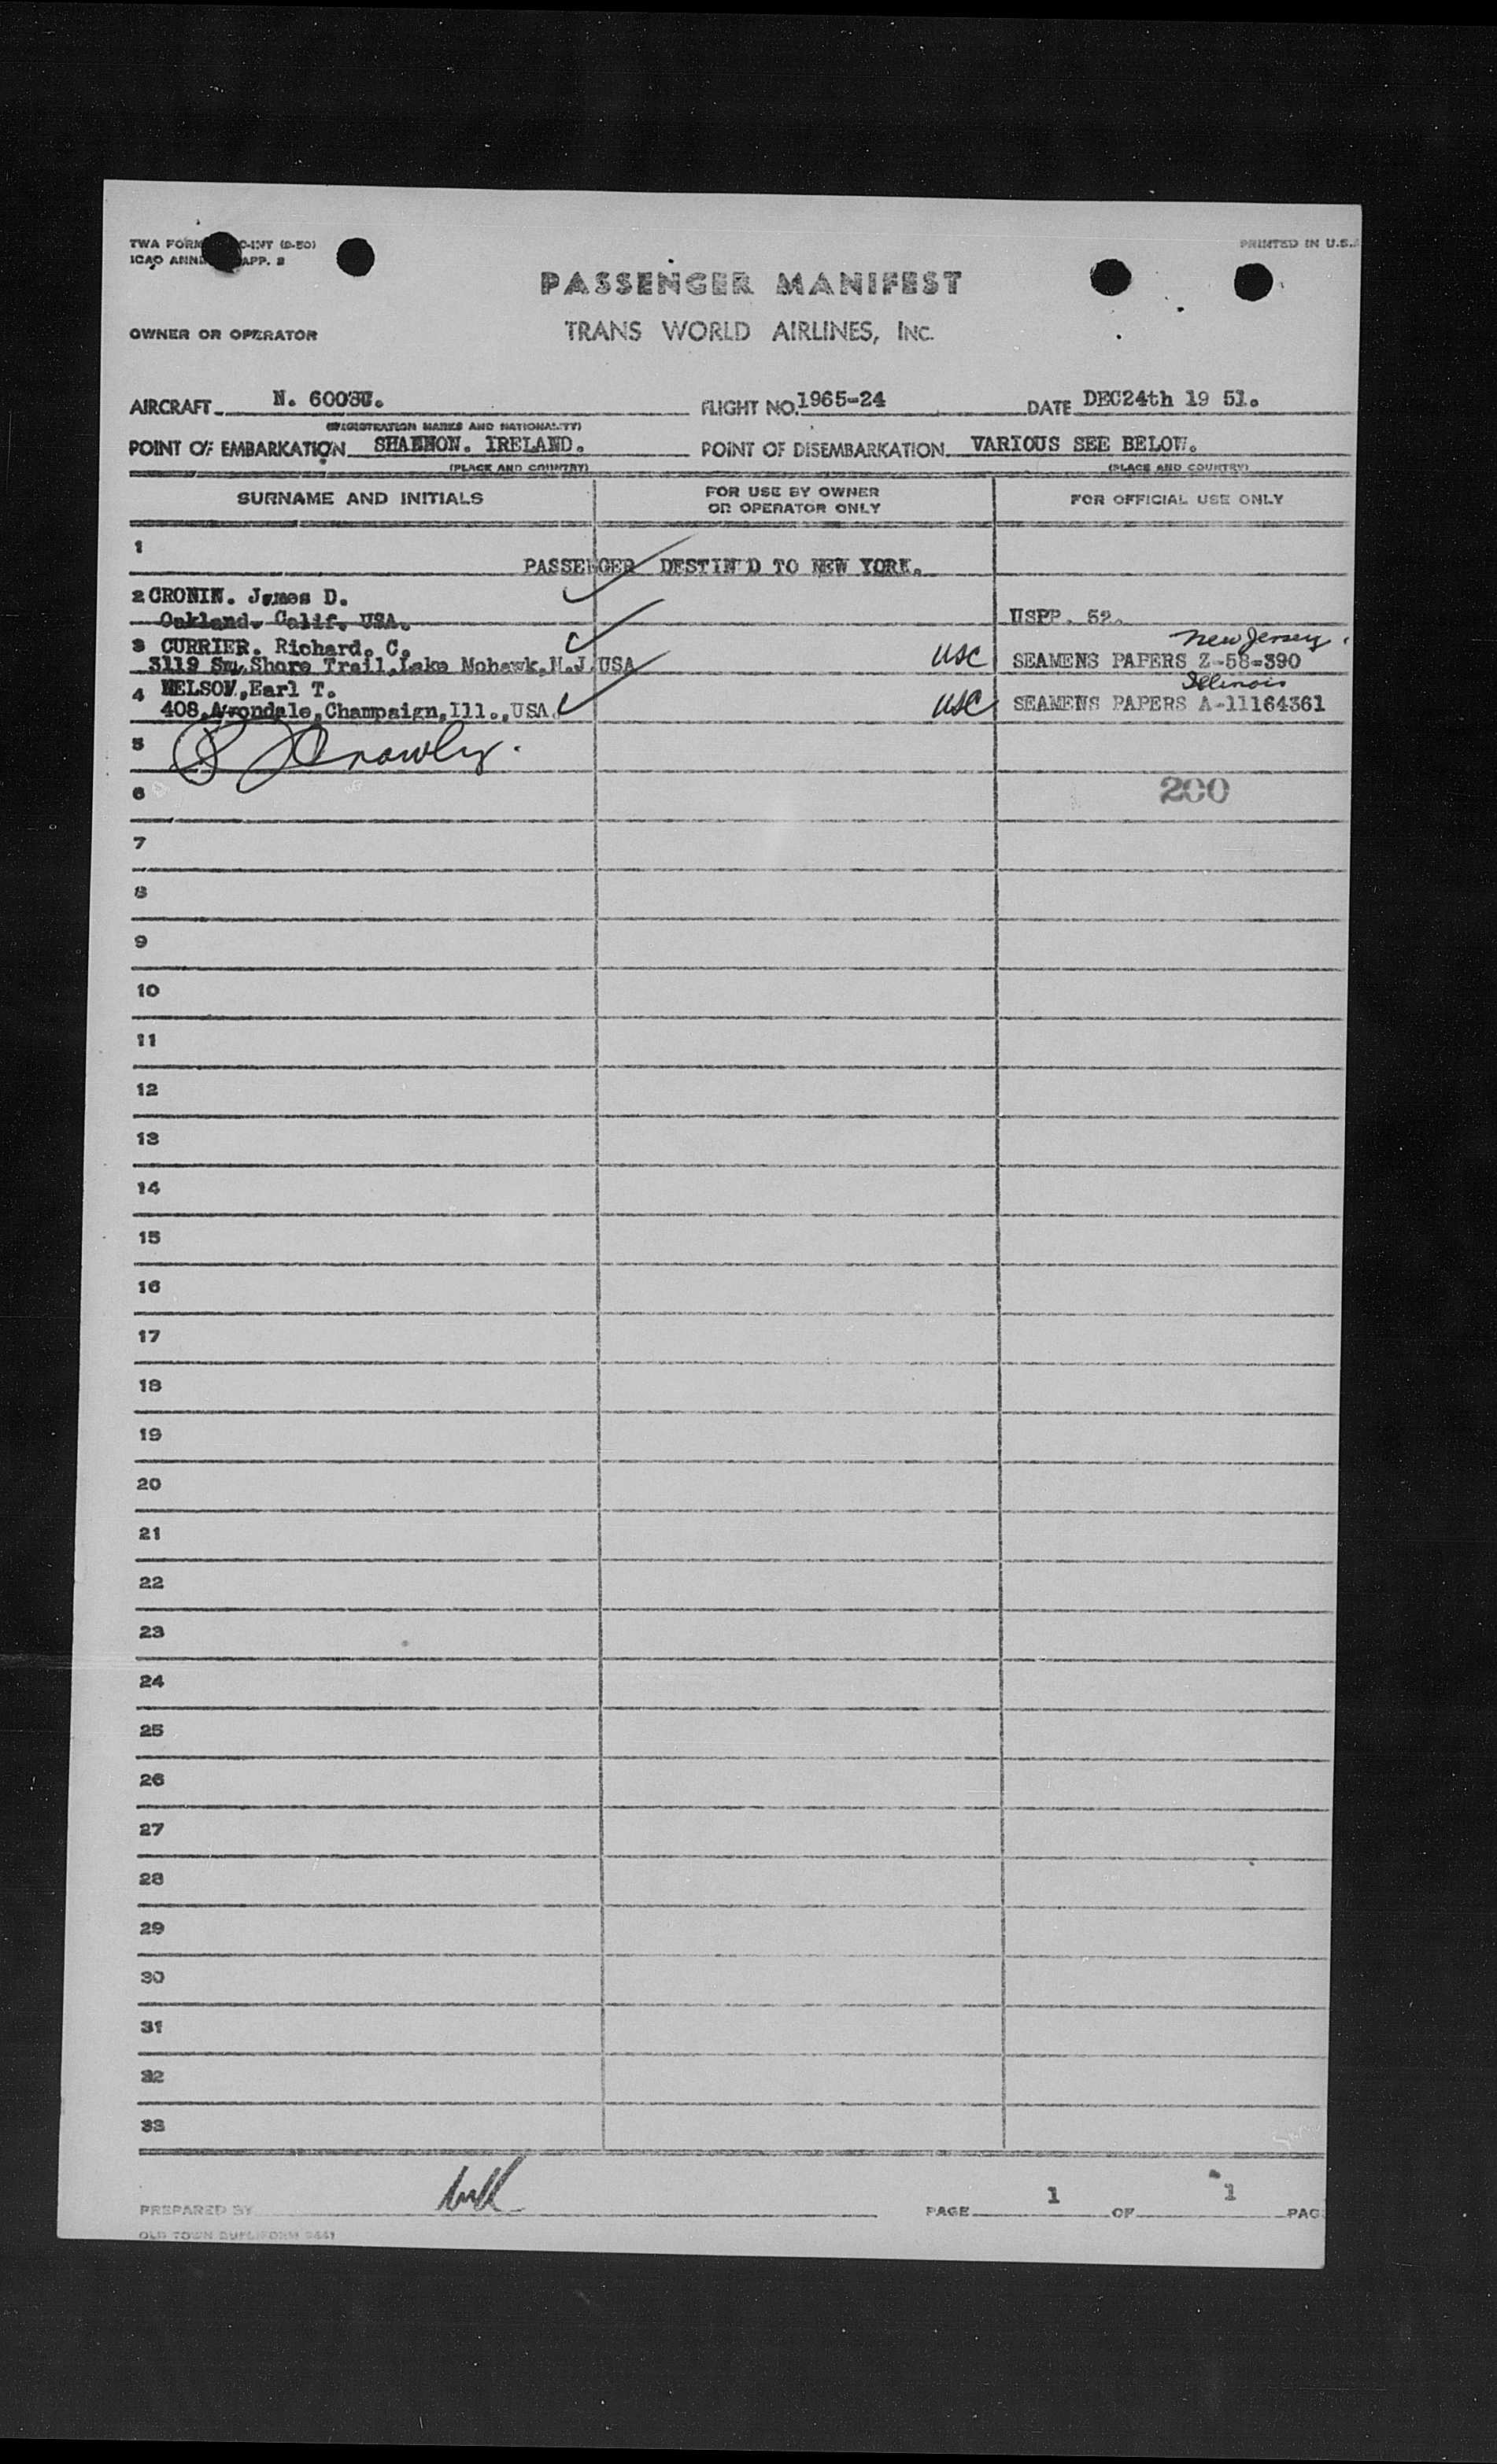 PRINTED IN U.S.
TWA FORM C-INT (9-50)
ICAO ANNEX APP. 2
PASSENGER MANIFEST
OWNER OR OPERATOR TRANS WORLD AIRLINES, INC.
AIRCRAFT N. 6003C. FLIGHT NO. 1965-24 DATE DEC24th 19 51.
(REGISTRATION MARKS AND NATIONALITY)
POINT OF EMBARKATION SHANNON. IRELAND. POINT OF DISEMBARKATION VARIOUS SEE BELOW.
(PLACE AND COUNTRY) (PLACE AND COUNTRY)
SURNAME AND INITIALS FOR USE BY OWNER OR OPERATOR ONLY FOR OFFICIAL USE ONLY
1
PASSENGER DESTIN'D TO NEW YORK.
2 CRONIN. James D.
Oakland. Calif. USA. USPP. 52.
3 CURRIER. Richard. C. New Jersey.
3119 Sw. Shore Trail, Lake Mohawk, N.J. USA USC SEAMENS PAPERS Z-58-390
4 NELSON, Earl T. Illinois
408, Avondale, Champaign, Ill., USA. USC SEAMENS PAPERS A-11164361
5
6 200
7
8
9
10
11
12
13
14
15
16
17
18
19
20
21
22
23
24
25
26
27
28
29
30
31
32
33
PREPARED BY PAGE 1 OF 1 PAG
OLD TOWN DUPLIFORM 9441